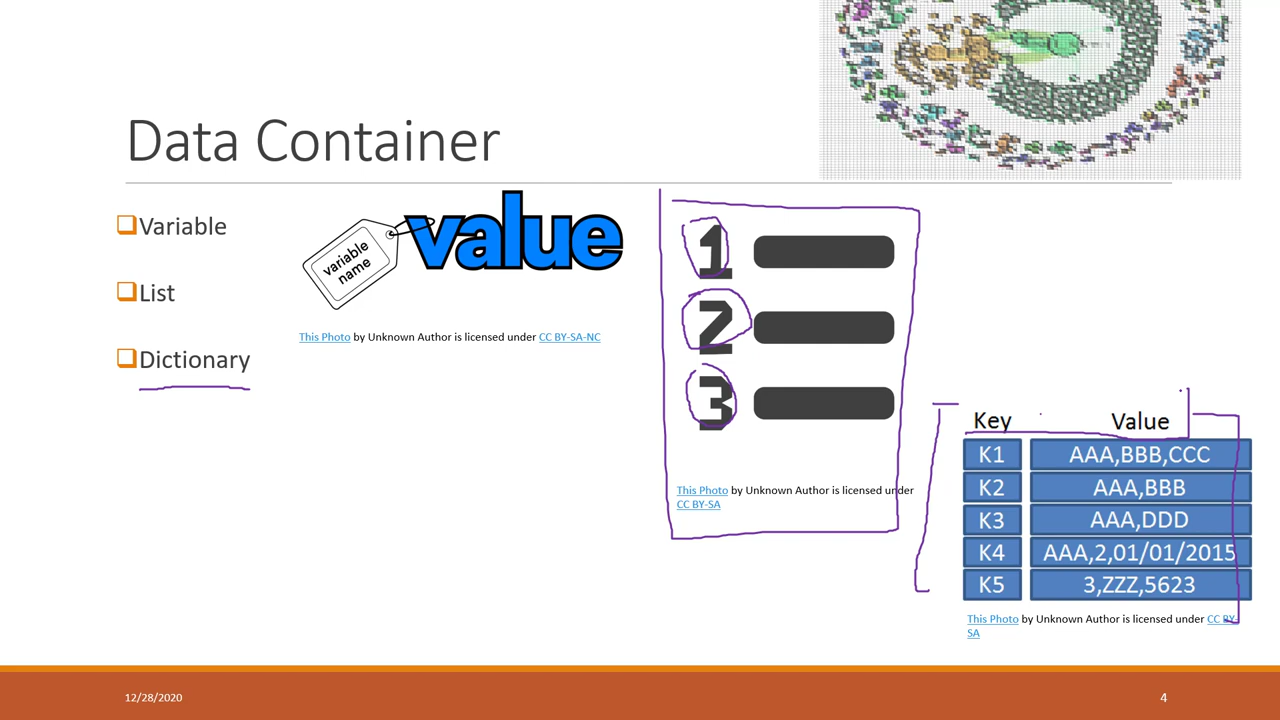 Data Container
Variable
List
Dictionary
variable
name
value
This Photo by Unknown Author is licensed under CC BY-SA-NC
1
2
3
This Photo by Unknown Author is licensed under
CC BY-SA
Key Value
K1 AAA,BBB,CCC
K2 AAA,BBB
K3 AAA,DDD
K4 AAA,2,01/01/2015
K5 3,ZZZ,5623
This Photo by Unknown Author is licensed under CC BY-
SA
12/28/2020
4